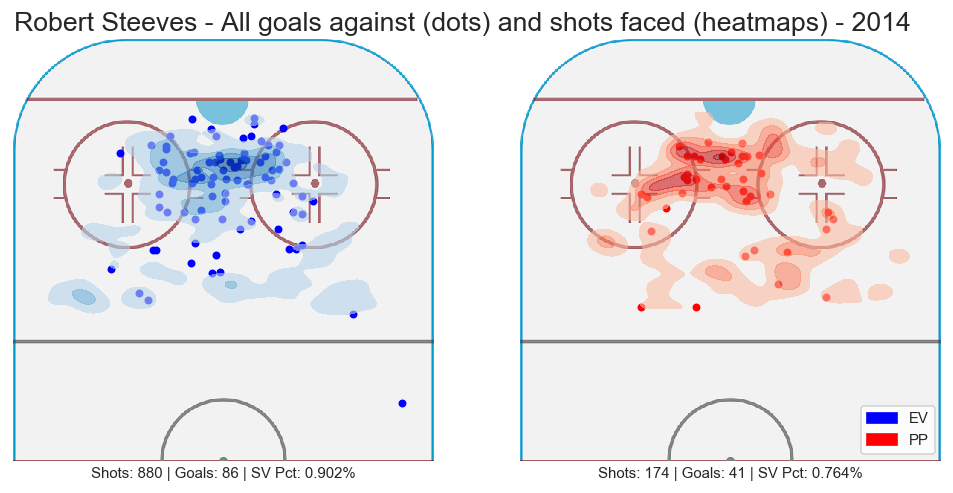 Robert Steeves - All goals against (dots) and shots faced (heatmaps) - 2014
EV
PP
Shots: 880 | Goals: 86 | SV Pct: 0.902%
Shots: 174 | Goals: 41 | SV Pct: 0.764%